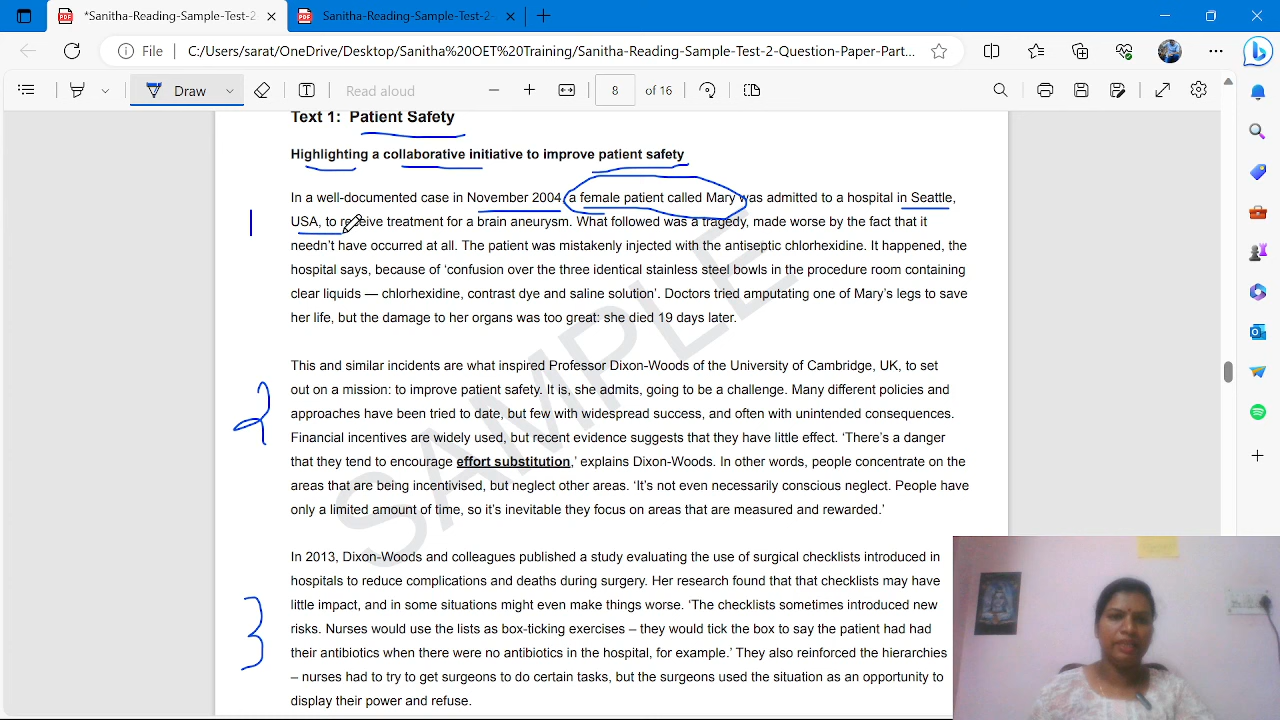 *Sanitha-Reading-Sample-Test-2
Sanitha-Reading-Sample-Test-2-
File
C:/Users/sarat/OneDrive/Desktop/Sanitha%20OET%20Training/Sanitha-Reading-Sample-Test-2-Question-Paper-Part...
Draw
Read aloud
8 of 16
Text 1: Patient Safety
Highlighting a collaborative initiative to improve patient safety
In a well-documented case in November 2004, a female patient called Mary was admitted to a hospital in Seattle,
USA, to receive treatment for a brain aneurysm. What followed was a tragedy, made worse by the fact that it
needn't have occurred at all. The patient was mistakenly injected with the antiseptic chlorhexidine. It happened, the
hospital says, because of 'confusion over the three identical stainless steel bowls in the procedure room containing
clear liquids — chlorhexidine, contrast dye and saline solution'. Doctors tried amputating one of Mary's legs to save
her life, but the damage to her organs was too great: she died 19 days later.
1
This and similar incidents are what inspired Professor Dixon-Woods of the University of Cambridge, UK, to set
out on a mission: to improve patient safety. It is, she admits, going to be a challenge. Many different policies and
approaches have been tried to date, but few with widespread success, and often with unintended consequences.
Financial incentives are widely used, but recent evidence suggests that they have little effect. 'There's a danger
that they tend to encourage effort substitution,' explains Dixon-Woods. In other words, people concentrate on the
areas that are being incentivised, but neglect other areas. 'It's not even necessarily conscious neglect. People have
only a limited amount of time, so it's inevitable they focus on areas that are measured and rewarded.'
2
In 2013, Dixon-Woods and colleagues published a study evaluating the use of surgical checklists introduced in
hospitals to reduce complications and deaths during surgery. Her research found that that checklists may have
little impact, and in some situations might even make things worse. 'The checklists sometimes introduced new
risks. Nurses would use the lists as box-ticking exercises – they would tick the box to say the patient had had
their antibiotics when there were no antibiotics in the hospital, for example.' They also reinforced the hierarchies
– nurses had to try to get surgeons to do certain tasks, but the surgeons used the situation as an opportunity to
display their power and refuse.
3
SAMPLE